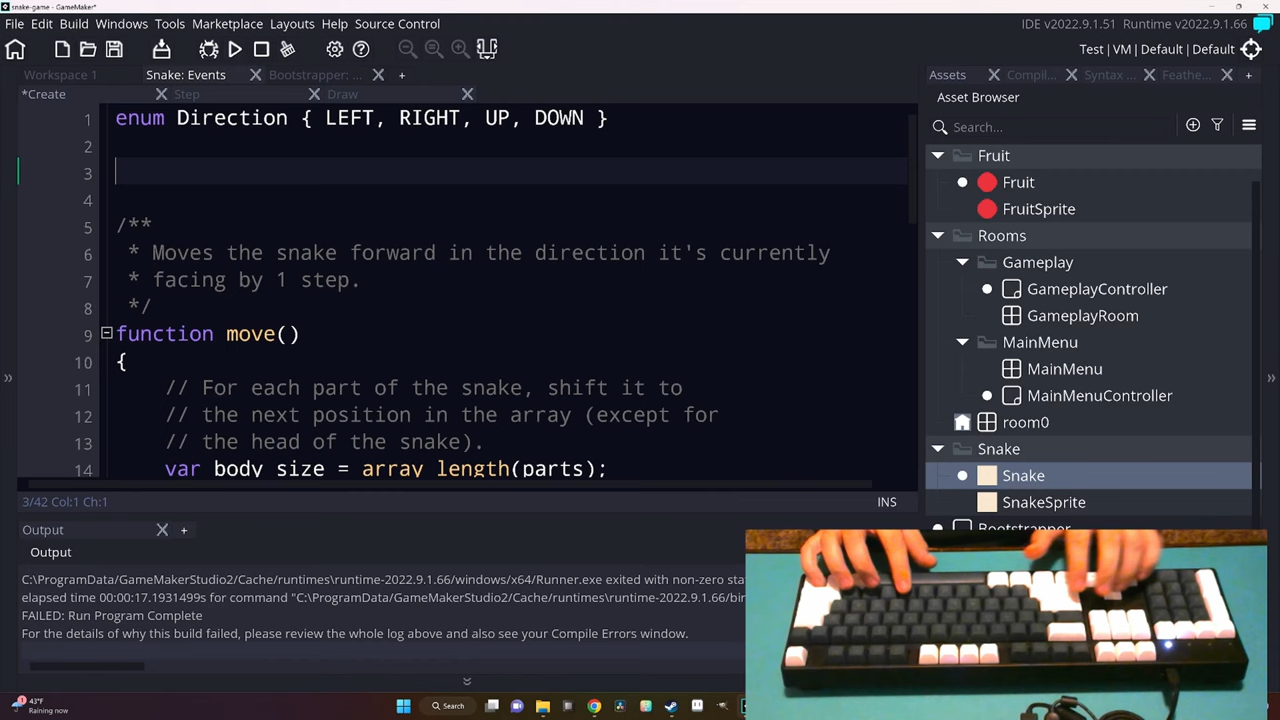 snake-game - GameMaker*
File Edit Build Windows Tools Marketplace Layouts Help Source Control
IDE v2022.9.1.51 Runtime v2022.9.1.66
Test | VM | Default | Default
Workspace 1
Snake: Events
Bootstrapper: ...
*Create
Step
Draw
1 enum Direction { LEFT, RIGHT, UP, DOWN }
2
3
4
5 /**
6 * Moves the snake forward in the direction it's currently
7 * facing by 1 step.
8 */
9 function move()
10 {
11 // For each part of the snake, shift it to
12 // the next position in the array (except for
13 // the head of the snake).
14 var body_size = array_length(parts);
3/42 Col:1 Ch:1
INS
Output
Output
C:\ProgramData/GameMakerStudio2/Cache/runtimes\runtime-2022.9.1.66/windows/x64/Runner.exe exited with non-zero sta
elapsed time 00:00:17.1931499s for command "C:\ProgramData/GameMakerStudio2/Cache/runtimes\runtime-2022.9.1.66/bin
FAILED: Run Program Complete
For the details of why this build failed, please review the whole log above and also see your Compile Errors window.
Assets
Compil...
Syntax ...
Feathe...
Asset Browser
Search...
Fruit
Fruit
FruitSprite
Rooms
Gameplay
GameplayController
GameplayRoom
MainMenu
MainMenu
MainMenuController
room0
Snake
Snake
SnakeSprite
Bootstrapper
43°F
Raining now
Search